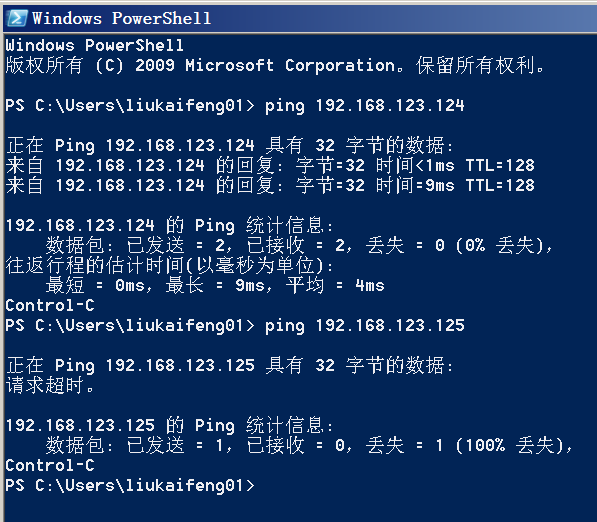 Windows PowerShell
Windows PowerShell
版权所有 (C) 2009 Microsoft Corporation。保留所有权利。
PS C:\Users\liukaifeng01> ping 192.168.123.124
正在 Ping 192.168.123.124 具有 32 字节的数据:
来自 192.168.123.124 的回复: 字节=32 时间<1ms TTL=128
来自 192.168.123.124 的回复: 字节=32 时间=9ms TTL=128
192.168.123.124 的 Ping 统计信息:
    数据包: 已发送 = 2，已接收 = 2，丢失 = 0 (0% 丢失)，
往返行程的估计时间(以毫秒为单位):
    最短 = 0ms，最长 = 9ms，平均 = 4ms
Control-C
PS C:\Users\liukaifeng01> ping 192.168.123.125
正在 Ping 192.168.123.125 具有 32 字节的数据:
请求超时。
192.168.123.125 的 Ping 统计信息:
    数据包: 已发送 = 1，已接收 = 0，丢失 = 1 (100% 丢失)，
Control-C
PS C:\Users\liukaifeng01>